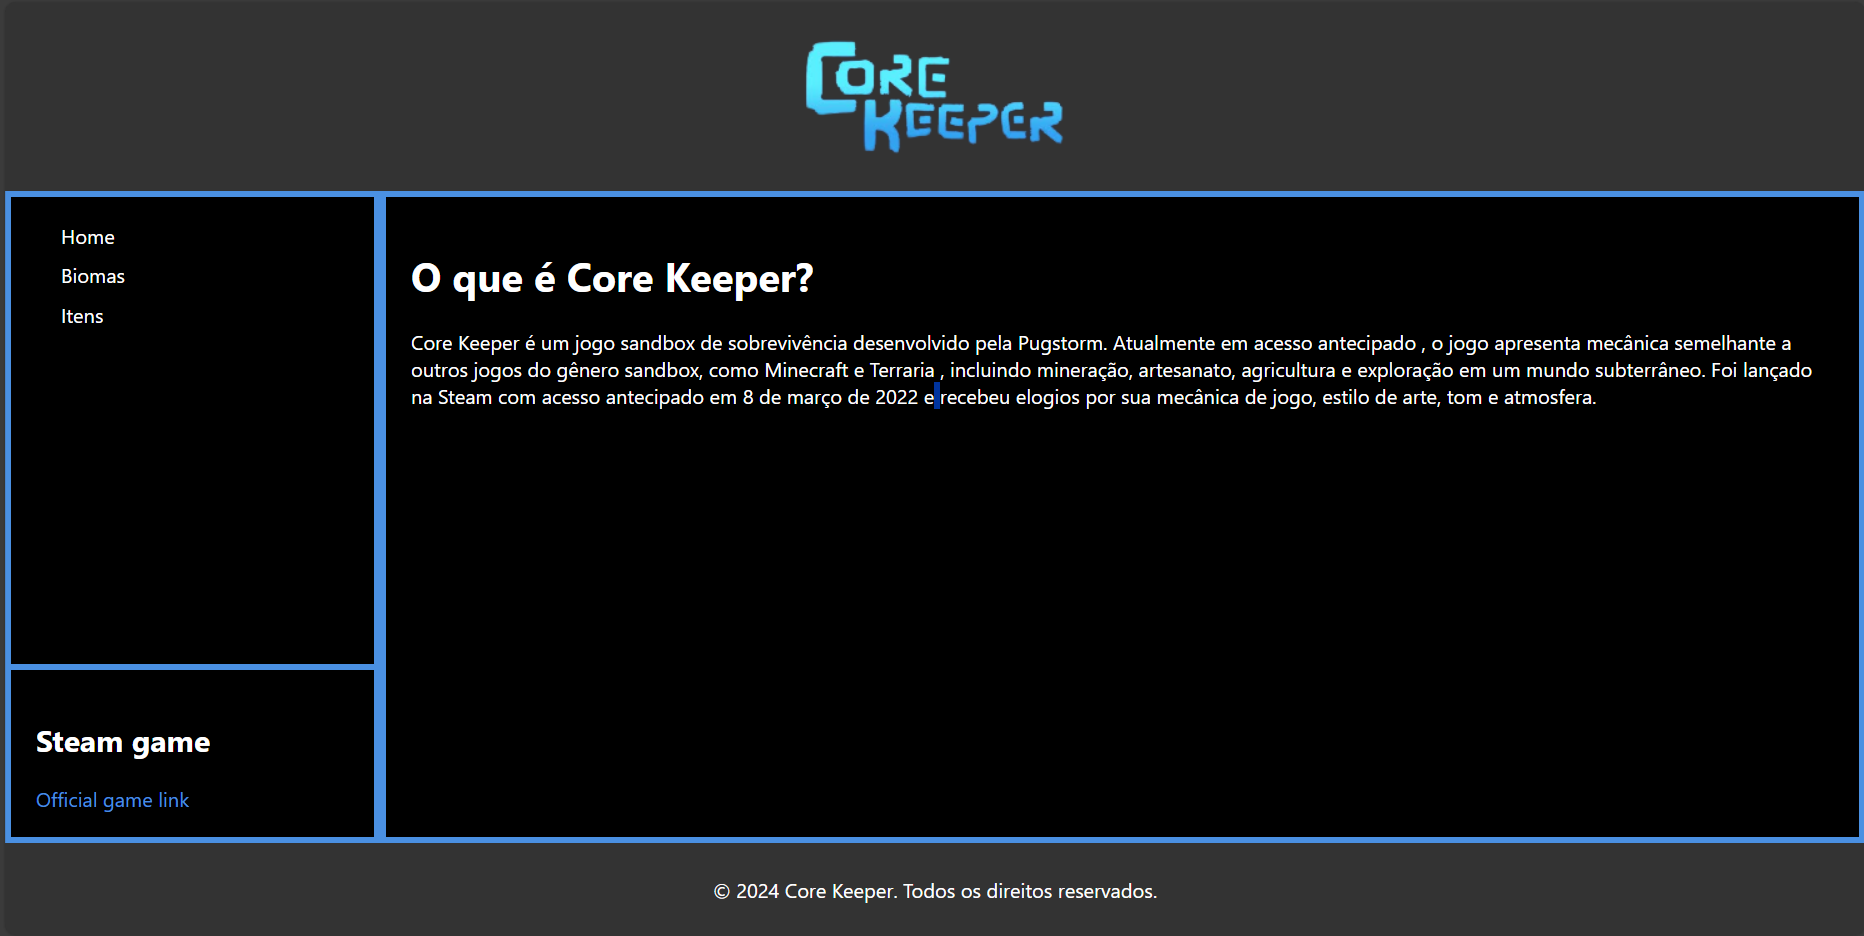 CORE
KEEPER
Home
Biomas
Itens
O que é Core Keeper?
Core Keeper é um jogo sandbox de sobrevivência desenvolvido pela Pugstorm. Atualmente em acesso antecipado , o jogo apresenta mecânica semelhante a
outros jogos do gênero sandbox, como Minecraft e Terraria , incluindo mineração, artesanato, agricultura e exploração em um mundo subterrâneo. Foi lançado
na Steam com acesso antecipado em 8 de março de 2022 e recebeu elogios por sua mecânica de jogo, estilo de arte, tom e atmosfera.
Steam game
Official game link
© 2024 Core Keeper. Todos os direitos reservados.